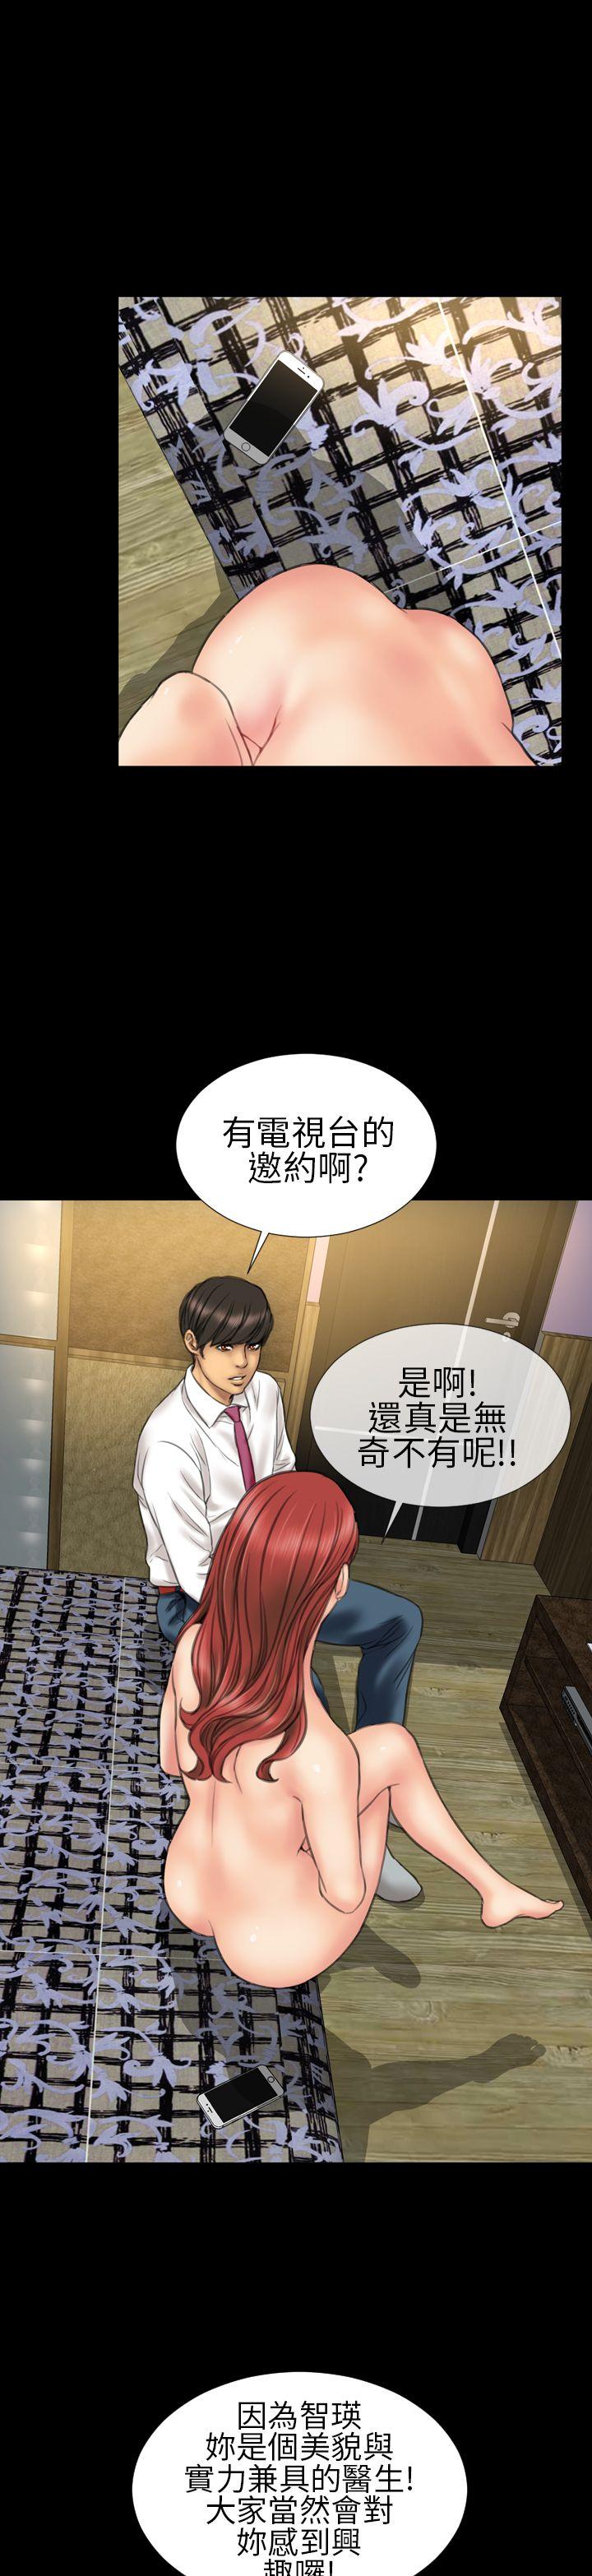 有電視台的
邀約啊?
是啊!
還真是無
奇不有呢!!
因為智瑛
妳是個美貌與
實力兼具的醫生!
大家當然會對
妳感到興
趣囉!